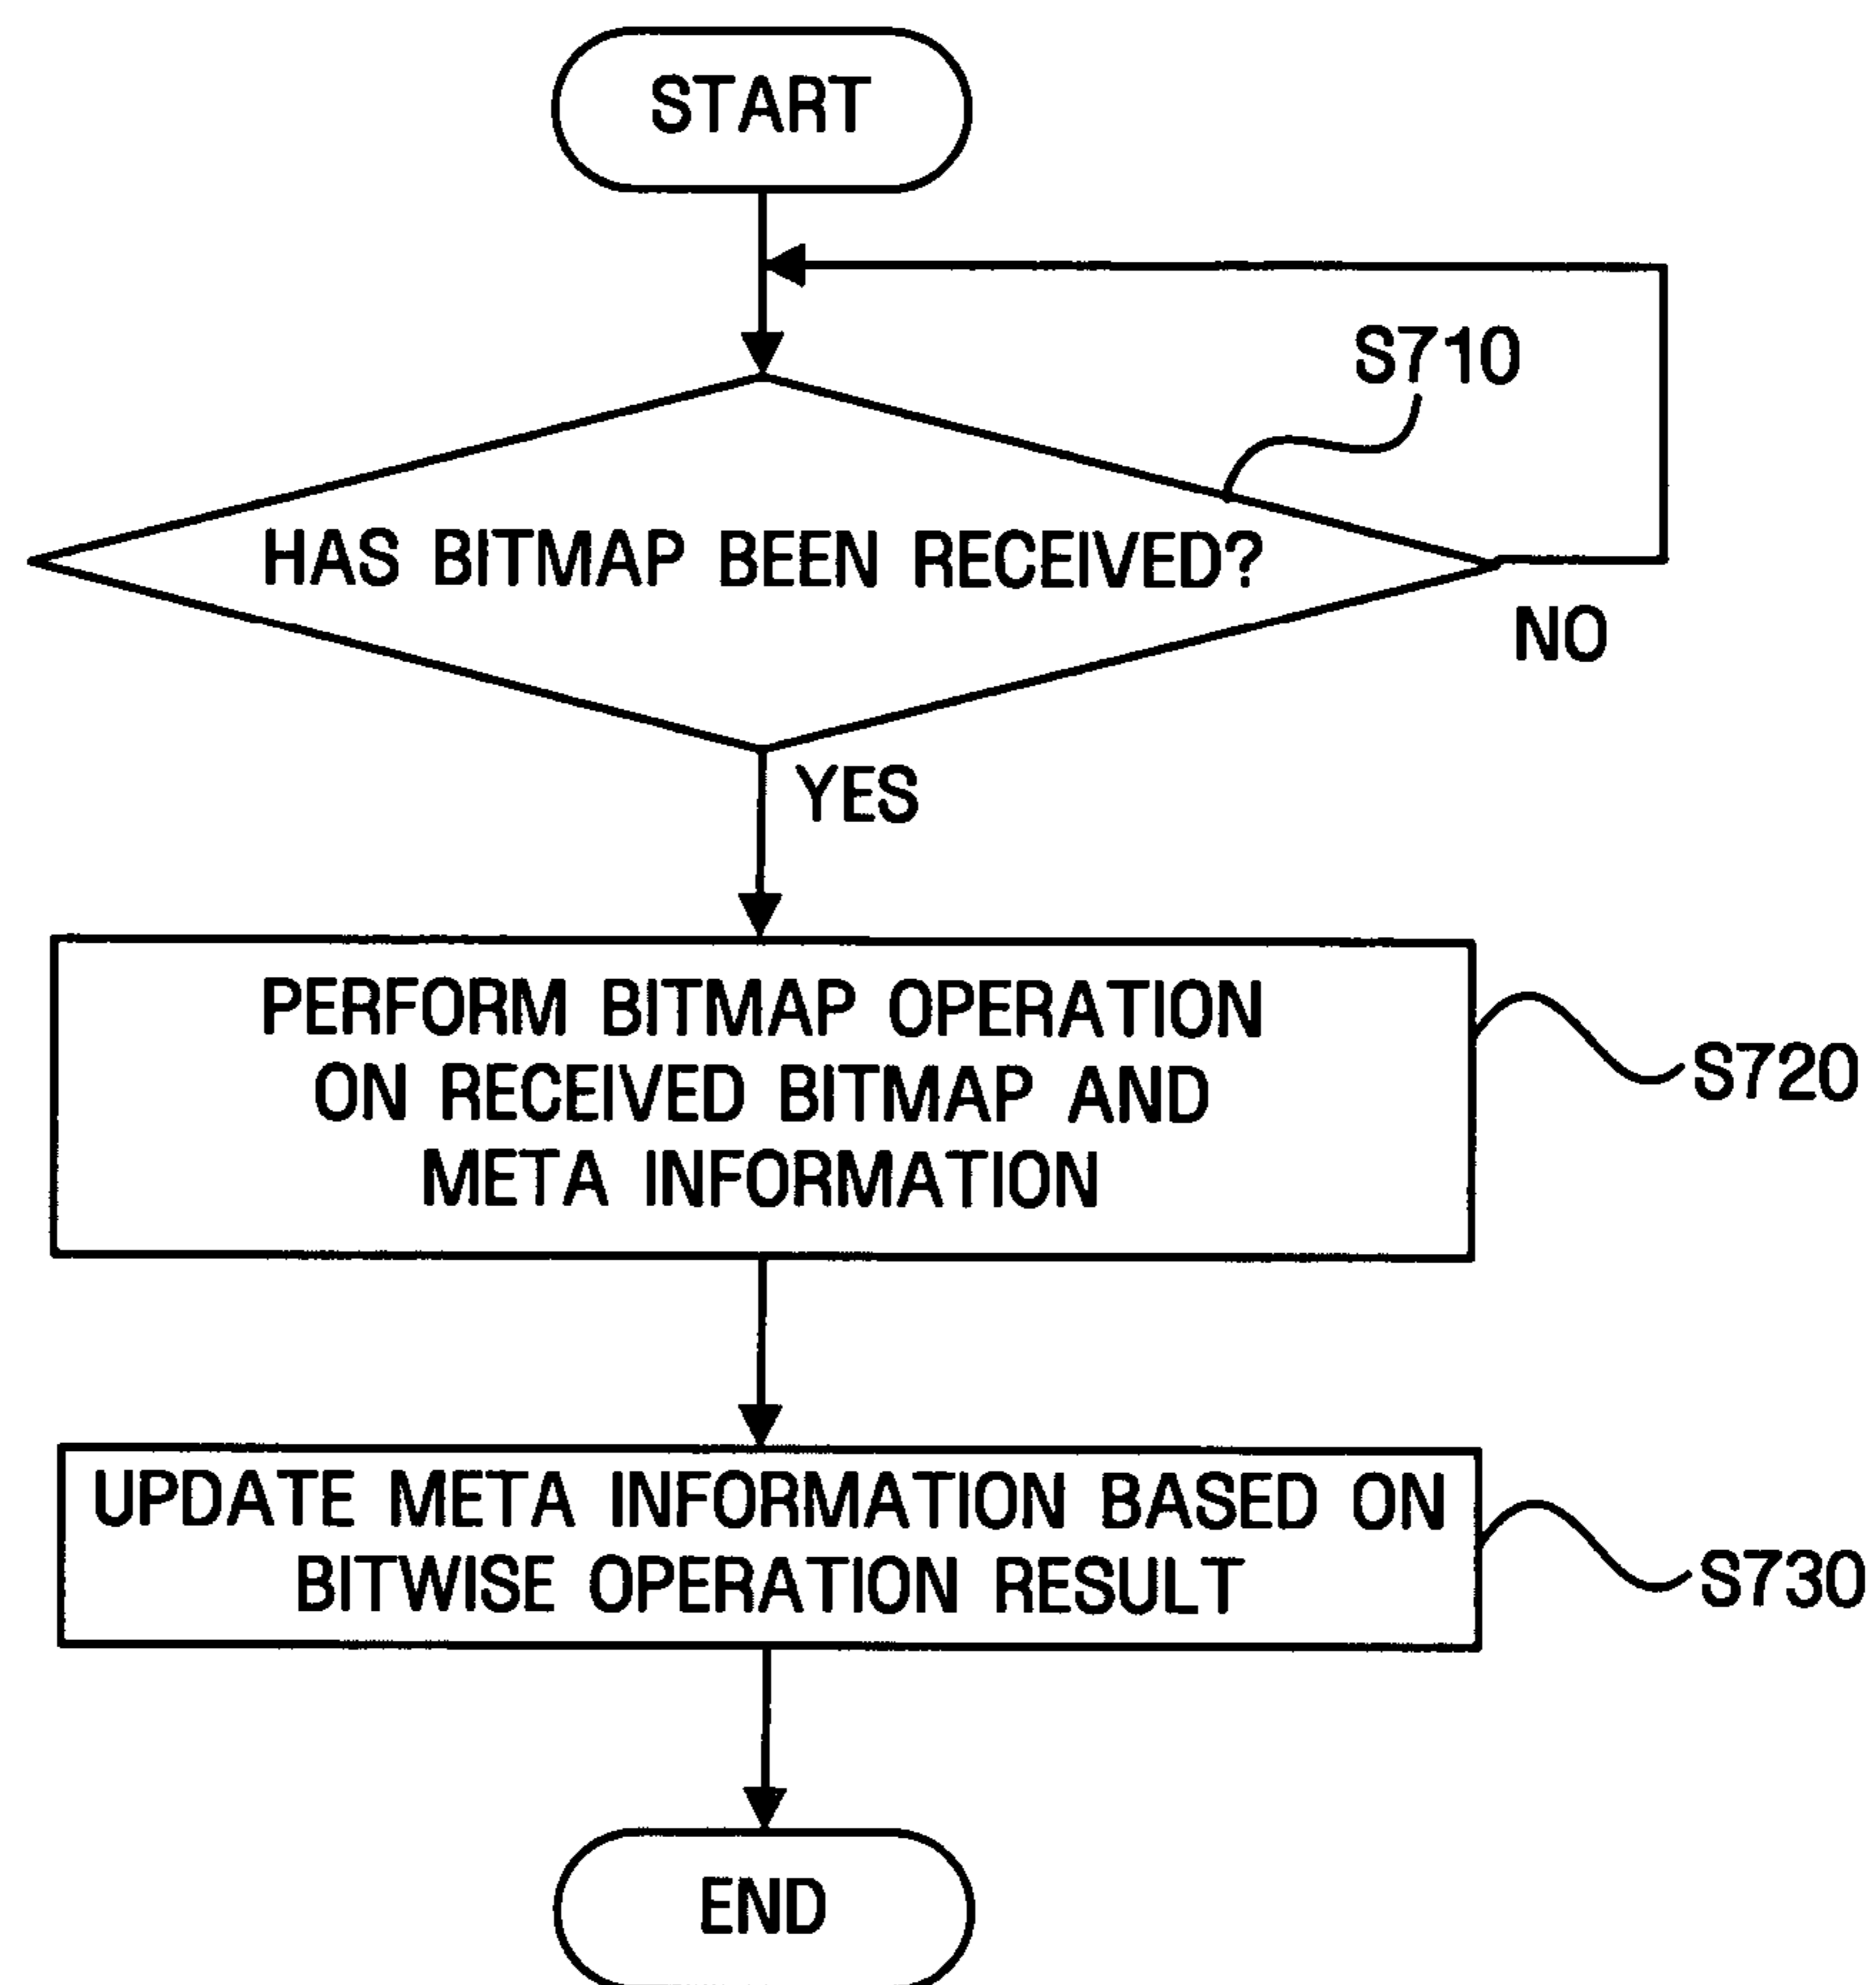 START
S710
HAS BITMAP BEEN RECEIVED?
NO
YES
PERFORM BITMAP OPERATION
ON RECEIVED BITMAP AND
META INFORMATION
S720
UPDATE META INFORMATION BASED ON
BITWISE OPERATION RESULT
S730
END